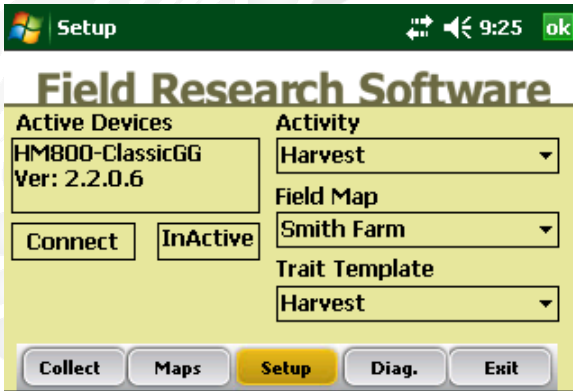 Setup 9:25 ok
Field Research Software
Active Devices
HM800-ClassicGG
Ver: 2.2.0.6
Connect InActive
Activity
Harvest
Field Map
Smith Farm
Trait Template
Harvest
Collect Maps Setup Diag. Exit